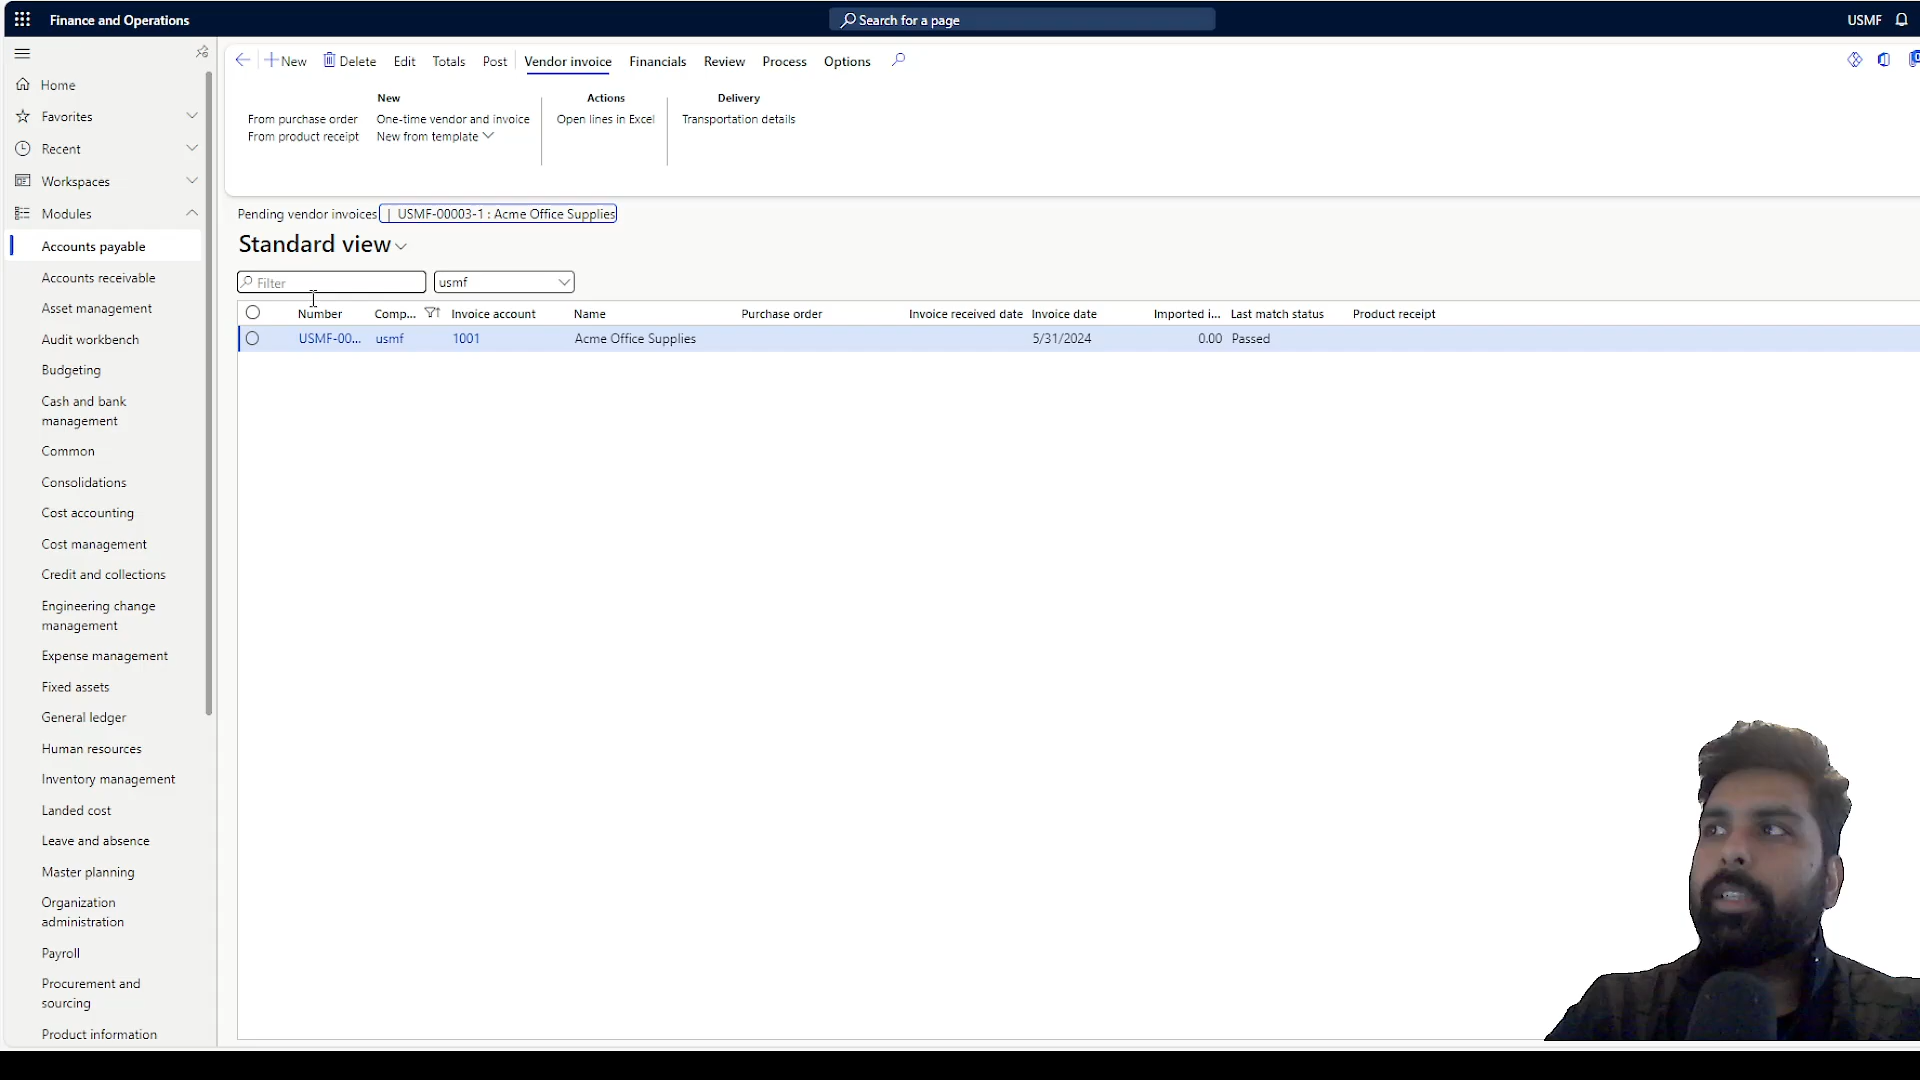 Finance and Operations
Search for a page
USMF
Home
Favorites
Recent
Workspaces
Modules
Accounts payable
Accounts receivable
Asset management
Audit workbench
Budgeting
Cash and bank
management
Common
Consolidations
Cost accounting
Cost management
Credit and collections
Engineering change
management
Expense management
Fixed assets
General ledger
Human resources
Inventory management
Landed cost
Leave and absence
Master planning
Organization
administration
Payroll
Procurement and
sourcing
Product information
New Delete Edit Totals Post Vendor invoice Financials Review Process Options
New Actions Delivery
From purchase order One-time vendor and invoice Open lines in Excel Transportation details
From product receipt New from template
Pending vendor invoices | USMF-00003-1 : Acme Office Supplies
Standard view
Filter usmf
Number Comp... Invoice account Name Purchase order Invoice received date Invoice date Imported i... Last match status Product receipt
USMF-00... usmf 1001 Acme Office Supplies 5/31/2024 0.00 Passed